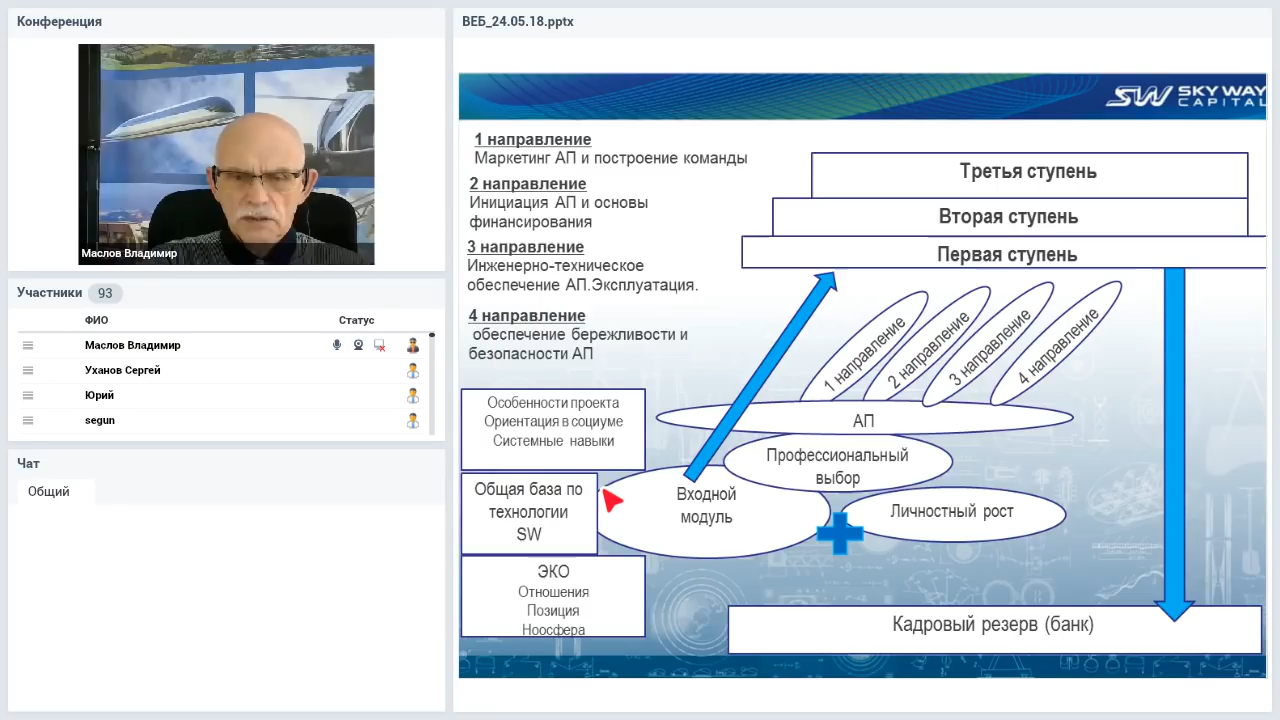 Конференция
Маслов Владимир
Участники 93
ФИО Статус
Маслов Владимир
Уханов Сергей
Юрий
segun
Чат
Общий
ВЕБ_24.05.18.pptx
SW SKY WAY
CAPITAL
1 направление
Маркетинг АП и построение команды
2 направление
Инициация АП и основы
финансирования
3 направление
Инженерно-техническое
обеспечение АП.Эксплуатация.
4 направление
обеспечение бережливости и
безопасности АП
Третья ступень
Вторая ступень
Первая ступень
1 направление
2 направление
3 направление
4 направление
АП
Профессиональный
выбор
Входной
модуль
Личностный рост
Особенности проекта
Ориентация в социуме
Системные навыки
Общая база по
технологии
SW
ЭКО
Отношения
Позиция
Ноосфера
Кадровый резерв (банк)